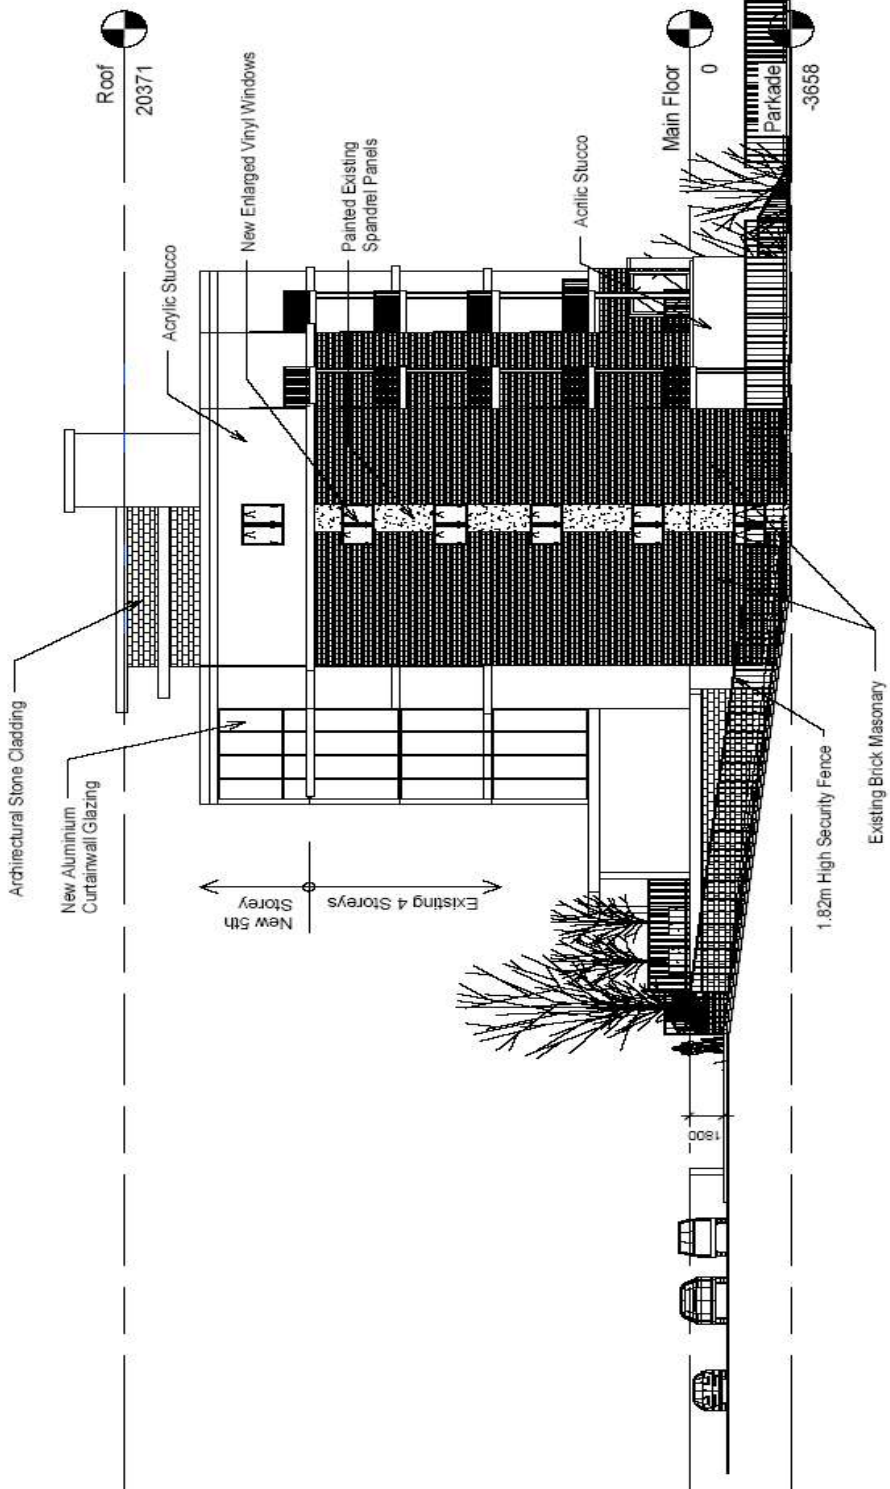 Archirectural Stone Cladding
New Aluminium
Curtainwall Glazing
New 5th
Storey
Existing 4 Storeys
Acrylic Stucco
New Enlarged Vinyl Windows
Painted Existing
Spandrel Panels
Acrilic Stucco
Roof
20371
Main Floor
0
Parkade
-3658
1800
1.82m High Security Fence
Existing Brick Masonary